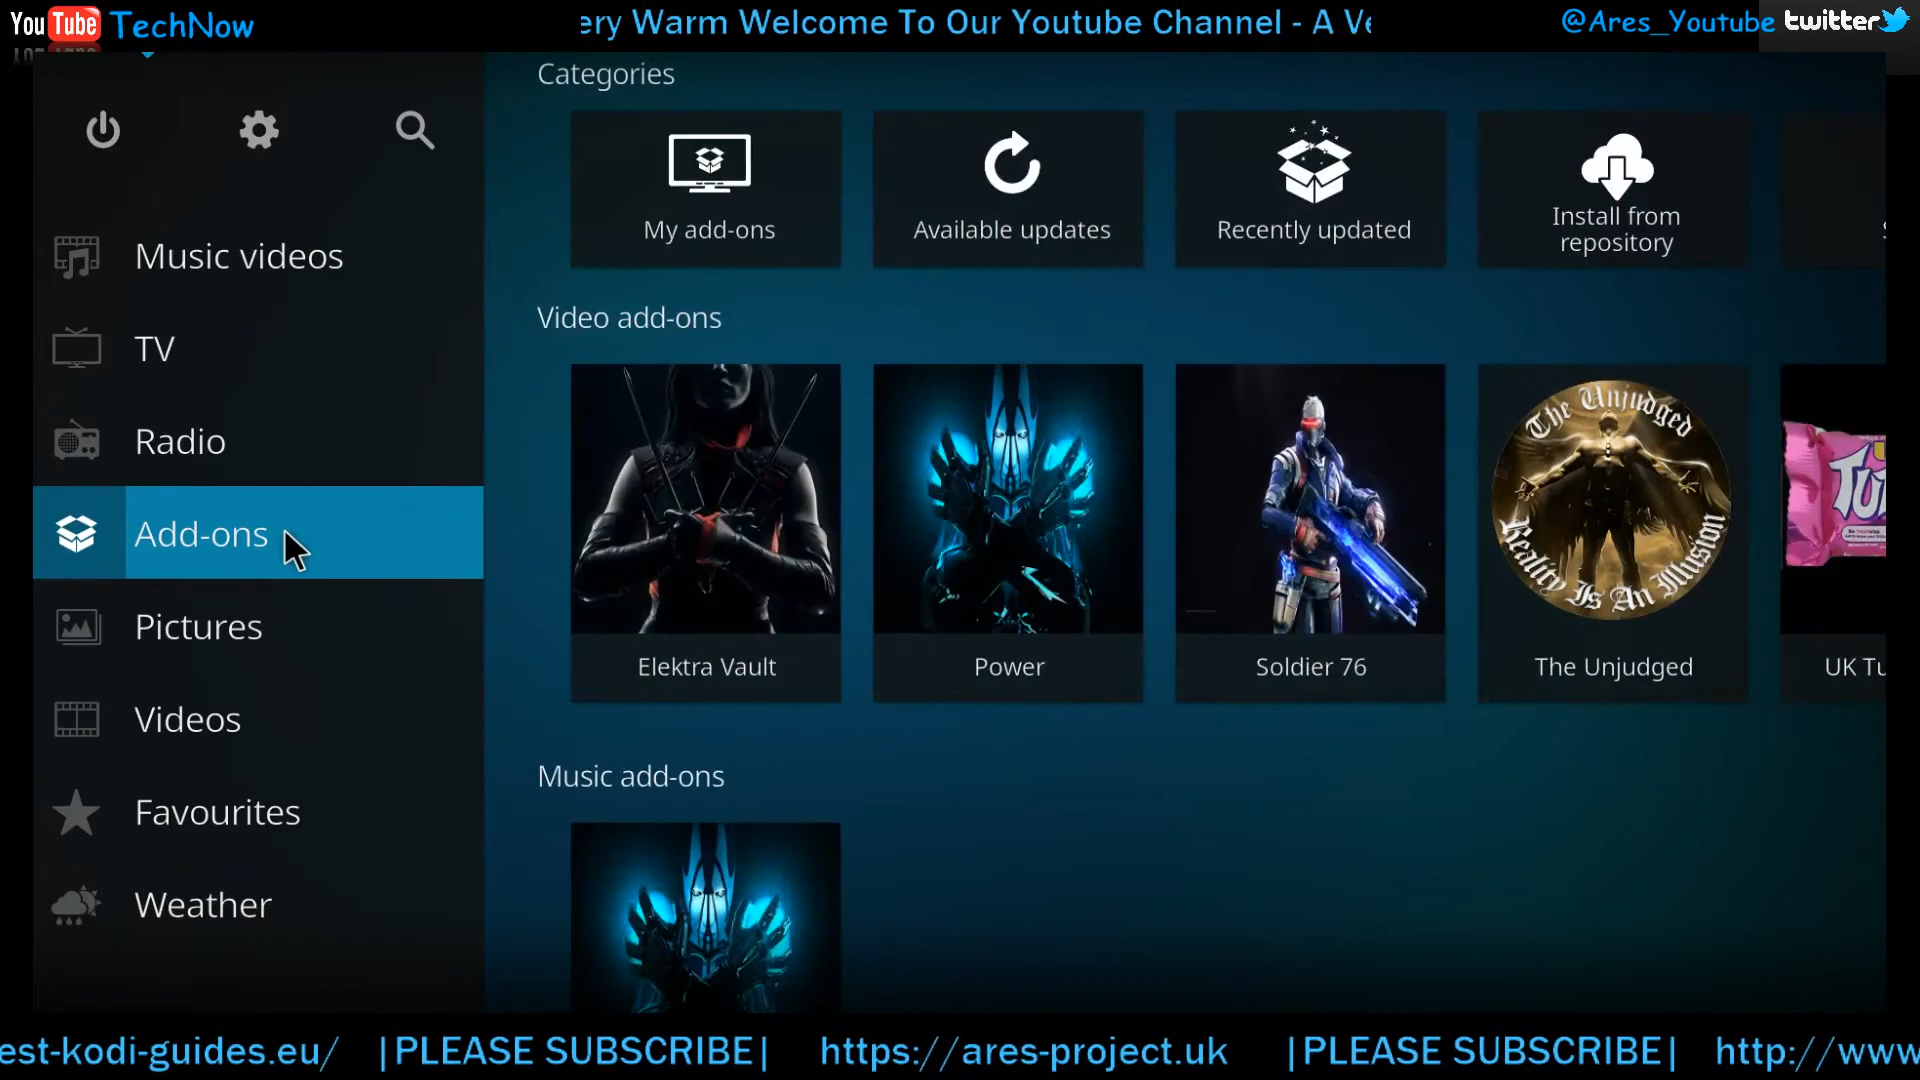 YouTube TechNow
ery Warm Welcome To Our Youtube Channel - A Ve
@Ares_Youtube twitter
Categories
My add-ons
Available updates
Recently updated
Install from
repository
Music videos
TV
Radio
Add-ons
Pictures
Videos
Favourites
Weather
Video add-ons
The Unjudged
Reality Is An Illusion
Elektra Vault
Power
Soldier 76
The Unjudged
UK Tu
Music add-ons
est-kodi-guides.eu/ |PLEASE SUBSCRIBE| https://ares-project.uk |PLEASE SUBSCRIBE| http://www